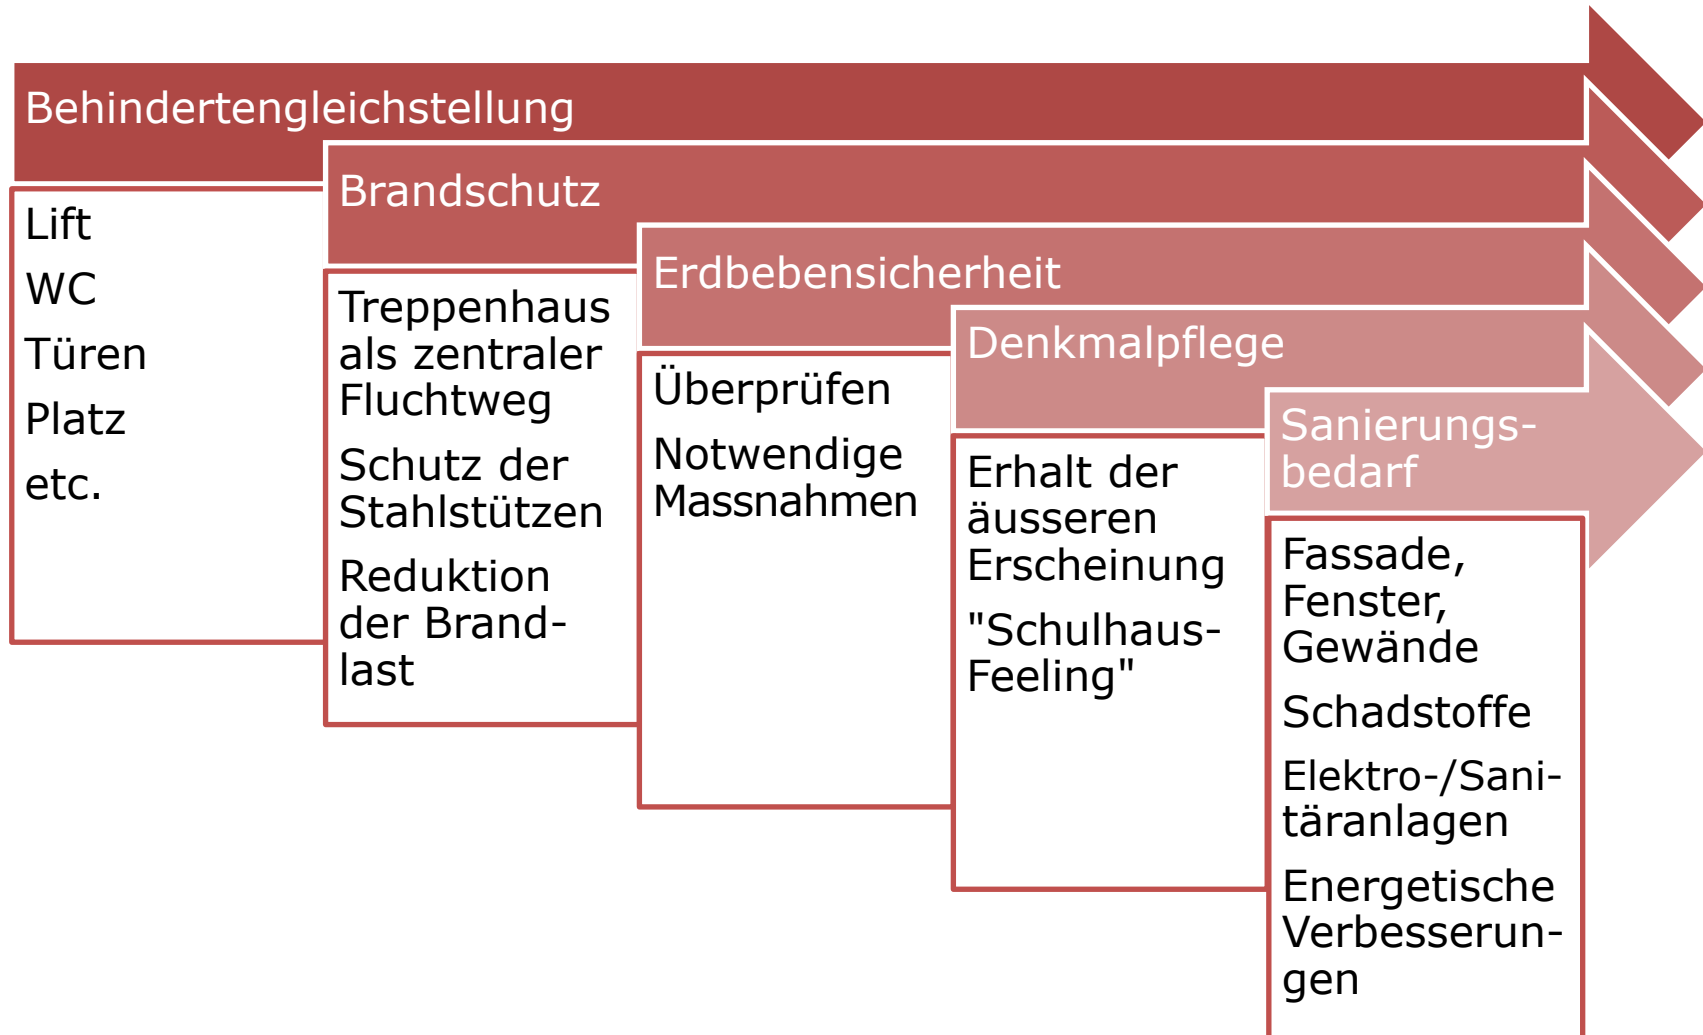 Behindertengleichstellung
Lift
WC
Türen
Platz
etc.
Brandschutz
Treppenhaus
als zentraler
Fluchtweg
Schutz der
Stahlstützen
Reduktion
der Brand-
last
Erdbebensicherheit
Überprüfen
Notwendige
Massnahmen
Denkmalpflege
Erhalt der
äusseren
Erscheinung
"Schulhaus-
Feeling"
Sanierungs-
bedarf
Fassade,
Fenster,
Gewände
Schadstoffe
Elektro-/Sani-
täranlagen
Energetische
Verbesserun-
gen